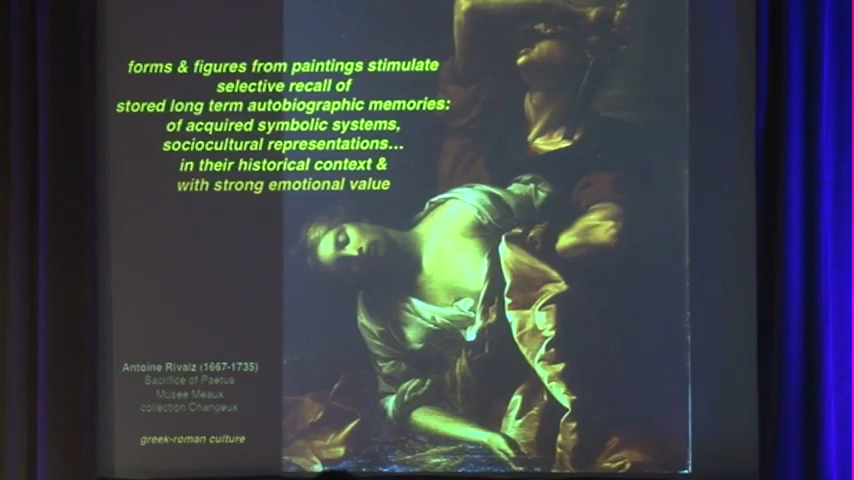 forms & figures from paintings stimulate
selective recall of
stored long term autobiographic memories:
of acquired symbolic systems,
sociocultural representations...
in their historical context &
with strong emotional value
Antoine Rivalz (1667-1735)
Sacrifice of Paetus
Musée Meaux
collection Changeux
greek-roman culture